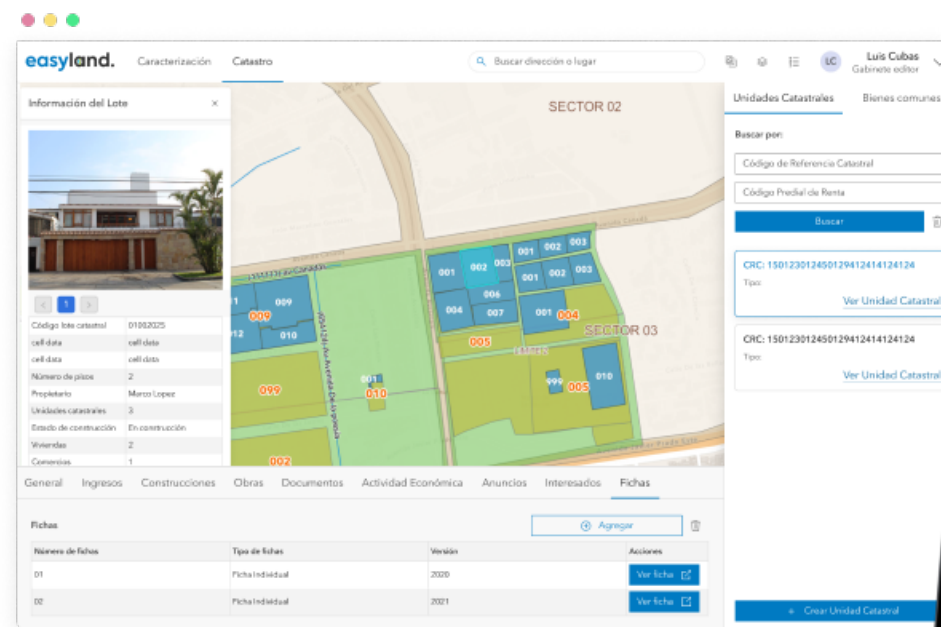 easyland.
Caracterización
Catastro
Buscar dirección o lugar
LC
Luis Cubas
Gabinete editor
Información del Lote
×
< 1 >
Código lote catastral 01002025
cell data cell data
cell data cell data
Número de pisos 2
Propietario Marco Lopez
Unidades catastrales 3
Estado de construcción En construcción
Viviendas 2
Comercios 1
SECTOR 02
SECTOR 03
001 002 003
001 002 003
001 002 003
004 006 007
001 004
005
009
009
010
099
001
010
999 005 010
002
Unidades Catastrales
Bienes comunes
Buscar por:
Código de Referencia Catastral
Código Predial de Renta
Buscar
CRC: 150123012450129412414124124
Tipo:
Ver Unidad Catastral
CRC: 150123012450129412414124124
Tipo:
Ver Unidad Catastral
+ Crear Unidad Catastral
General Ingresos Construcciones Obras Documentos Actividad Económica Anuncios Interesados Fichas
Fichas
Agregar
Número de fichas Tipo de fichas Versión Acciones
01 Ficha Individual 2020 Ver ficha
02 Ficha Individual 2021 Ver ficha